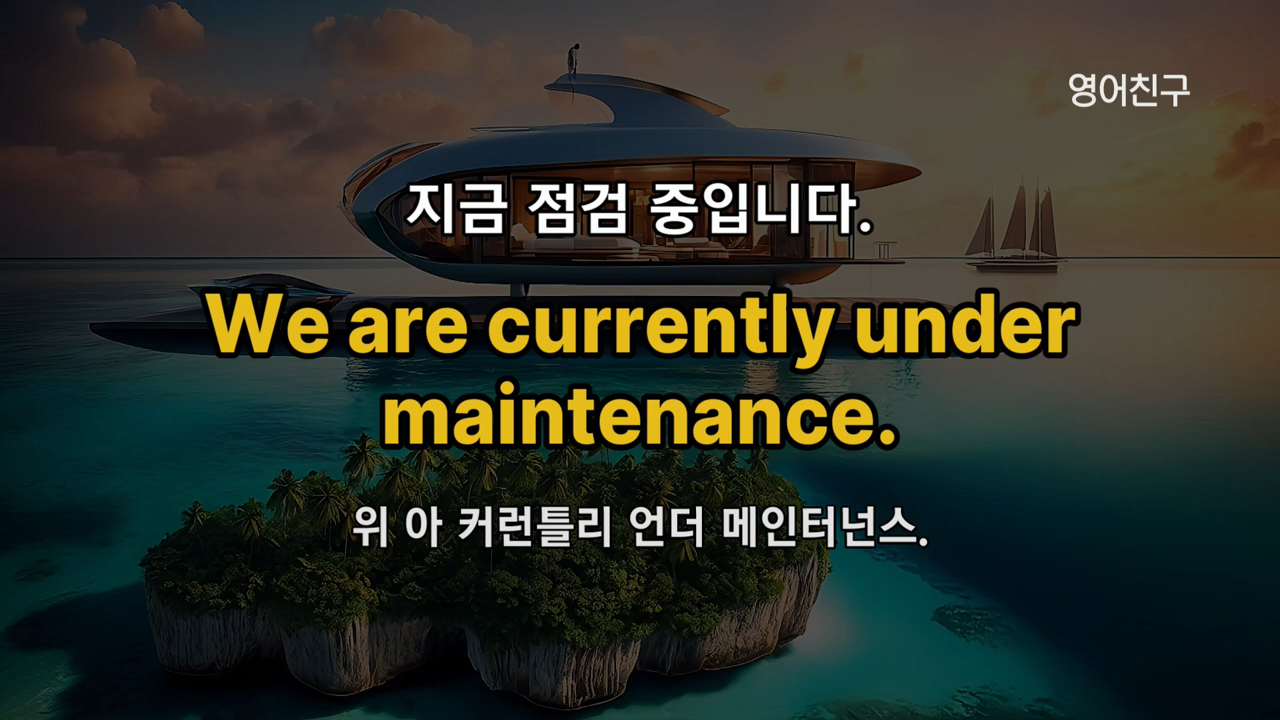 영어친구
지금 점검 중입니다.
We are currently under
maintenance.
위 아 커런틀리 언더 메인터넌스.